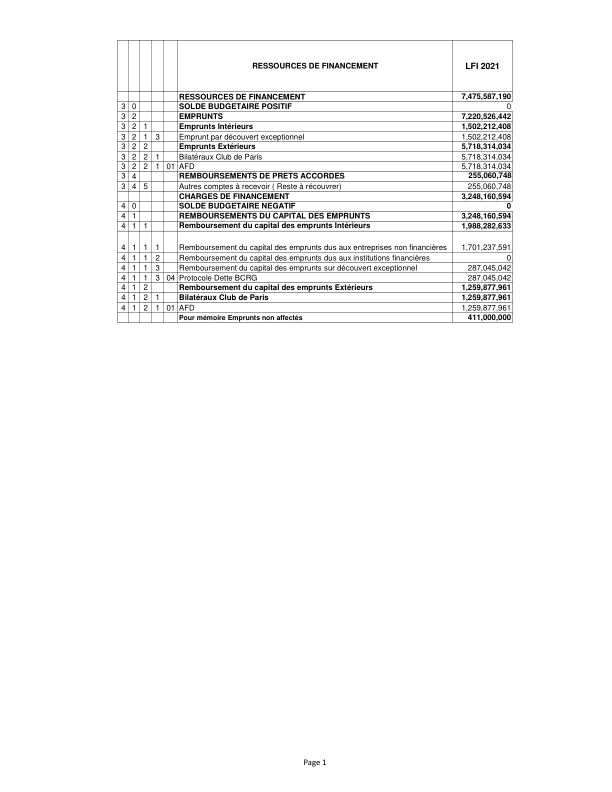 RESSOURCES DE FINANCEMENT LFI 2021
RESSOURCES DE FINANCEMENT 7,475,587,190
3 0 SOLDE BUDGETAIRE POSITIF 0
3 2 EMPRUNTS 7,220,526,442
3 2 1 Emprunts Intérieurs 1,502,212,408
3 2 1 3 Emprunt par découvert exceptionnel 1,502,212,408
3 2 2 Emprunts Extérieurs 5,718,314,034
3 2 2 1 Bilatéraux Club de Paris 5,718,314,034
3 2 2 1 01 AFD 5,718,314,034
3 4 REMBOURSEMENTS DE PRETS ACCORDES 255,060,748
3 4 5 Autres comptes à recevoir ( Reste à récouvrer) 255,060,748
CHARGES DE FINANCEMENT 3,248,160,594
4 0 SOLDE BUDGETAIRE NEGATIF 0
4 1 REMBOURSEMENTS DU CAPITAL DES EMPRUNTS 3,248,160,594
4 1 1 Remboursement du capital des emprunts Intérieurs 1,988,282,633
4 1 1 1 Remboursement du capital des emprunts dus aux entreprises non financières 1,701,237,591
4 1 1 2 Remboursement du capital des emprunts dus aux institutions financières 0
4 1 1 3 Remboursement du capital des emprunts sur découvert exceptionnel 287,045,042
4 1 1 3 04 Protocole Dette BCRG 287,045,042
4 1 2 Remboursement du capital des emprunts Extérieurs 1,259,877,961
4 1 2 1 Bilatéraux Club de Paris 1,259,877,961
4 1 2 1 01 AFD 1,259,877,961
Pour mémoire Emprunts non affectés 411,000,000
Page 1